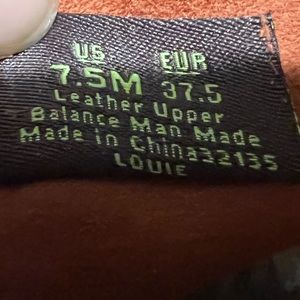 US EUR
7.5M 37.5
Leather Upper
Balance Man Made
Made in China32135
LOUIE